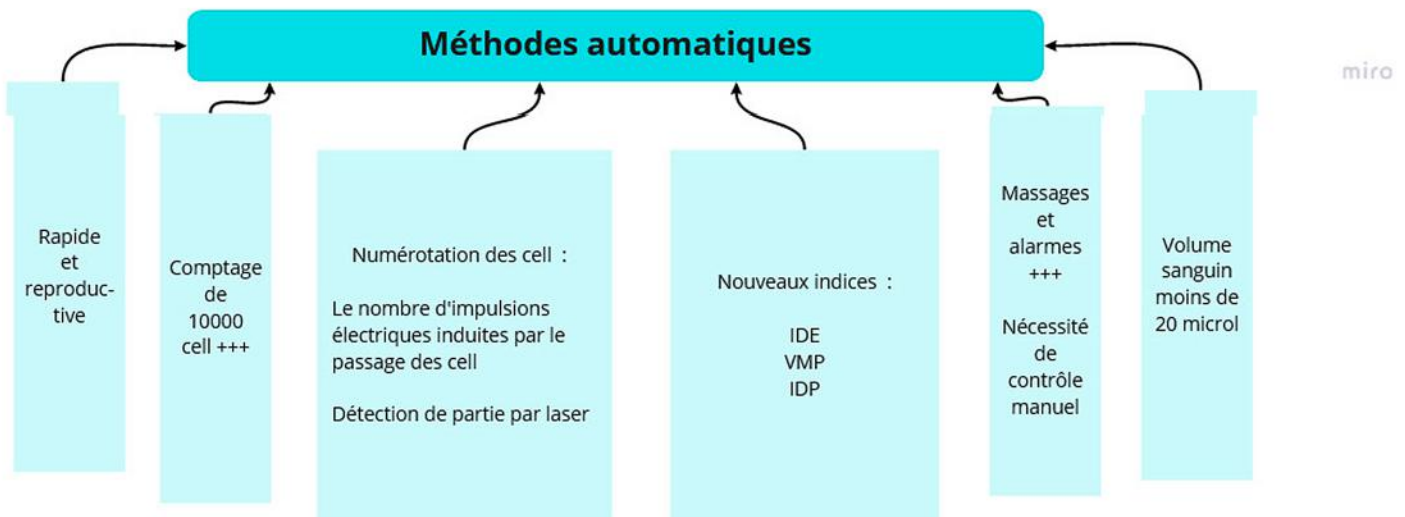 Méthodes automatiques
miro
Rapide
et
reproduc-
tive
Comptage
de
10000
cell +++
Numérotation des cell :
Le nombre d'impulsions
électriques induites par le
passage des cell
Détection de partie par laser
Nouveaux indices :
IDE
VMP
IDP
Massages
et
alarmes
+++
Nécessité
de
contrôle
manuel
Volume
sanguin
moins de
20 microl